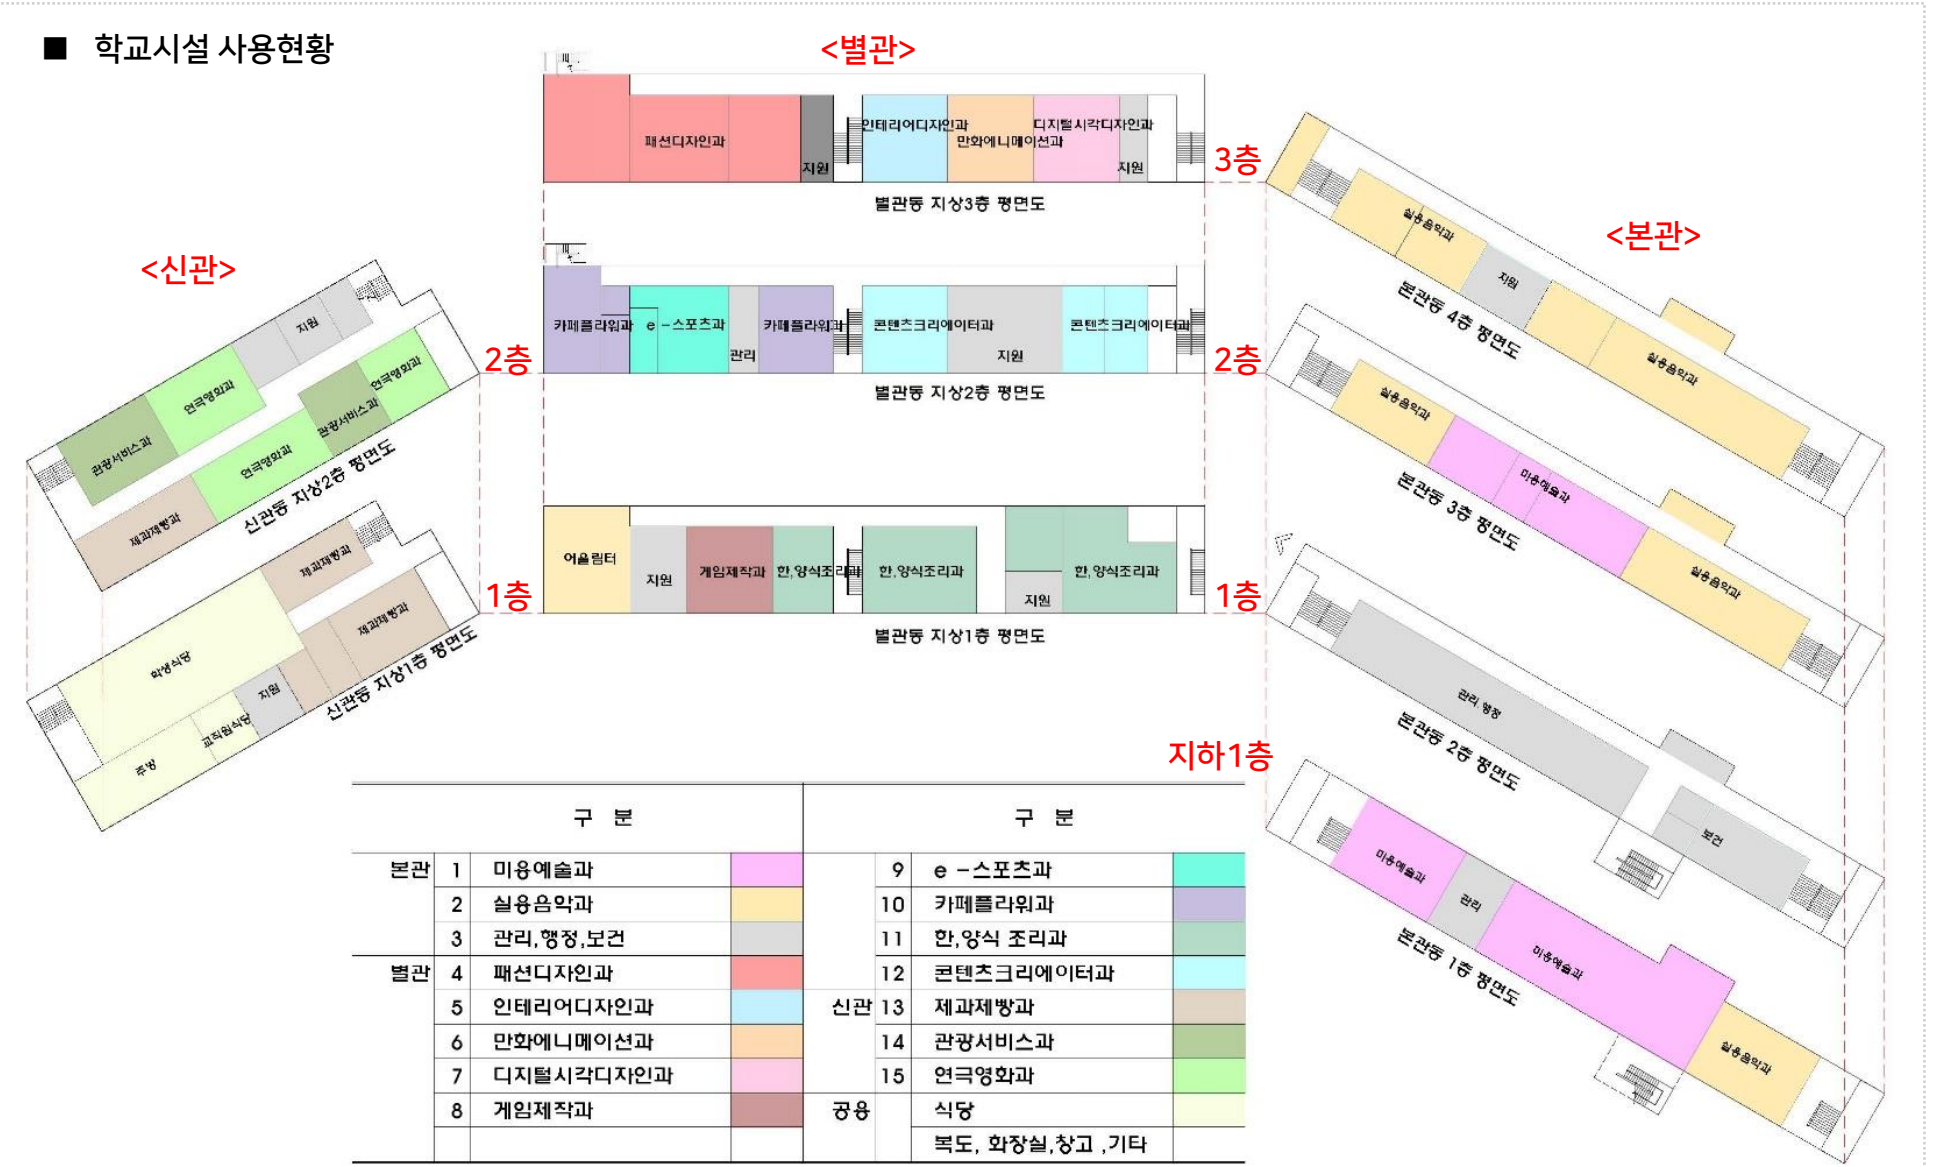 ■ 학교시설 사용현황
<별관>
패션디자인과
지원
인테리어디자인과
만화에니메이션과
디지털시각디자인과
지원
별관동 지상3층 평면도
3층
카페플라워과
e -스포츠과
관리
카페플라워과
콘텐츠크리에이터과
지원
콘텐츠크리에이터과
별관동 지상2층 평면도
2층
2층
어울림터
지원
게임제작과
한,양식조리과
한,양식조리과
지원
한,양식조리과
별관동 지상1층 평면도
1층
1층
지하1층
<신관>
지원
연극영화과
관광서비스과
연극영화과
관광서비스과
연극영화과
제과제빵과
신관동 지상2층 평면도
제과제빵과
제과제빵과
학생식당
지원
교직원식당
주방
신관동 지상1층 평면도
<본관>
실용음악과
지원
실용음악과
본관동 4층 평면도
실용음악과
미용예술과
실용음악과
본관동 3층 평면도
관리,행정
보건
본관동 2층 평면도
미용예술과
관리
미용예술과
실용음악과
본관동 1층 평면도
구 분 구 분
본관 1 미용예술과 9 e -스포츠과
2 실용음악과 10 카페플라워과
3 관리,행정,보건 11 한,양식 조리과
별관 4 패션디자인과 12 콘텐츠크리에이터과
5 인테리어디자인과 신관 13 제과제빵과
6 만화에니메이션과 14 관광서비스과
7 디지털시각디자인과 15 연극영화과
8 게임제작과 공용 식당
복도, 화장실,창고 ,기타